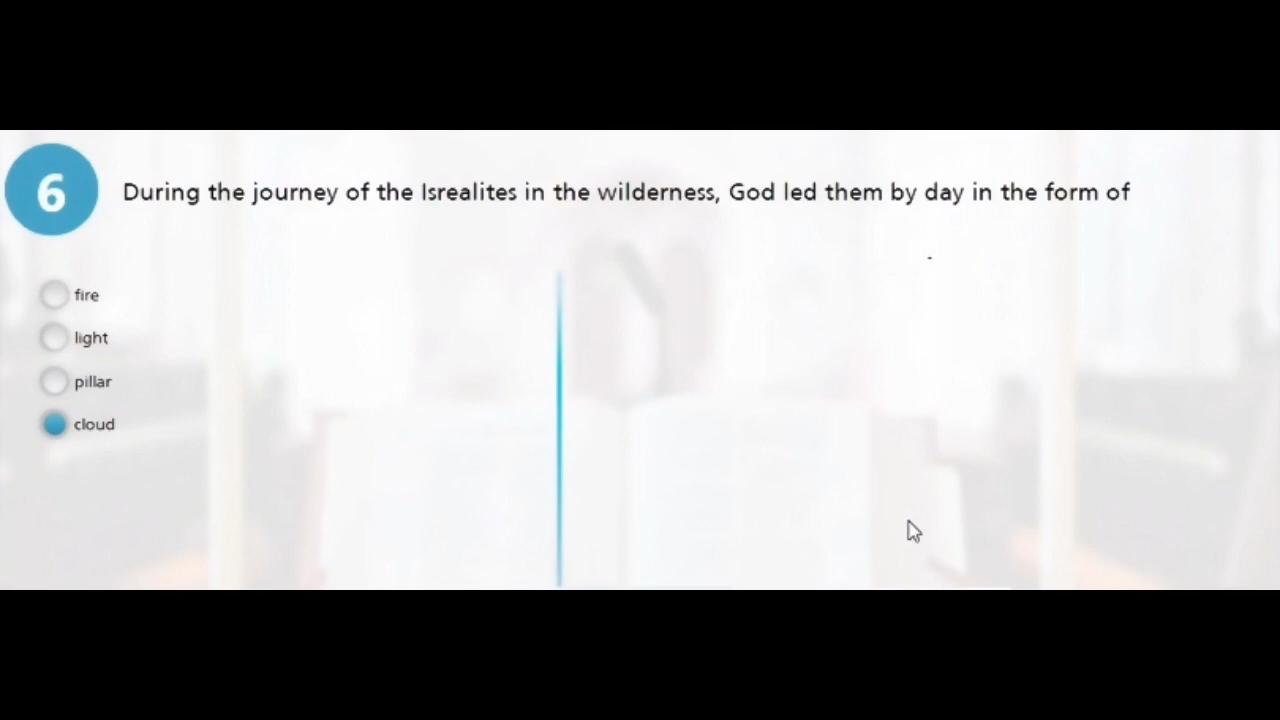 6
During the journey of the Isrealites in the wilderness, God led them by day in the form of
fire
light
pillar
cloud